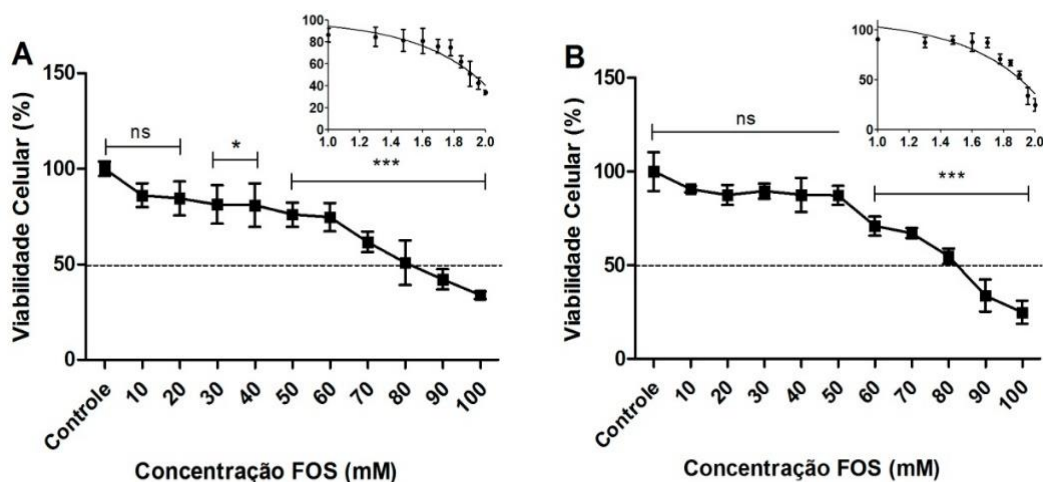 A
Viabilidade Celular (%)
150
100
50
0
ns
*
***
100
80
60
40
20
0
1.0 1.2 1.4 1.6 1.8 2.0
Controle 10 20 30 40 50 60 70 80 90 100
Concentração FOS (mM)
B
Viabilidade Celular (%)
150
100
50
0
ns
***
100
50
0
1.0 1.2 1.4 1.6 1.8 2.0
Controle 10 20 30 40 50 60 70 80 90 100
Concentração FOS (mM)